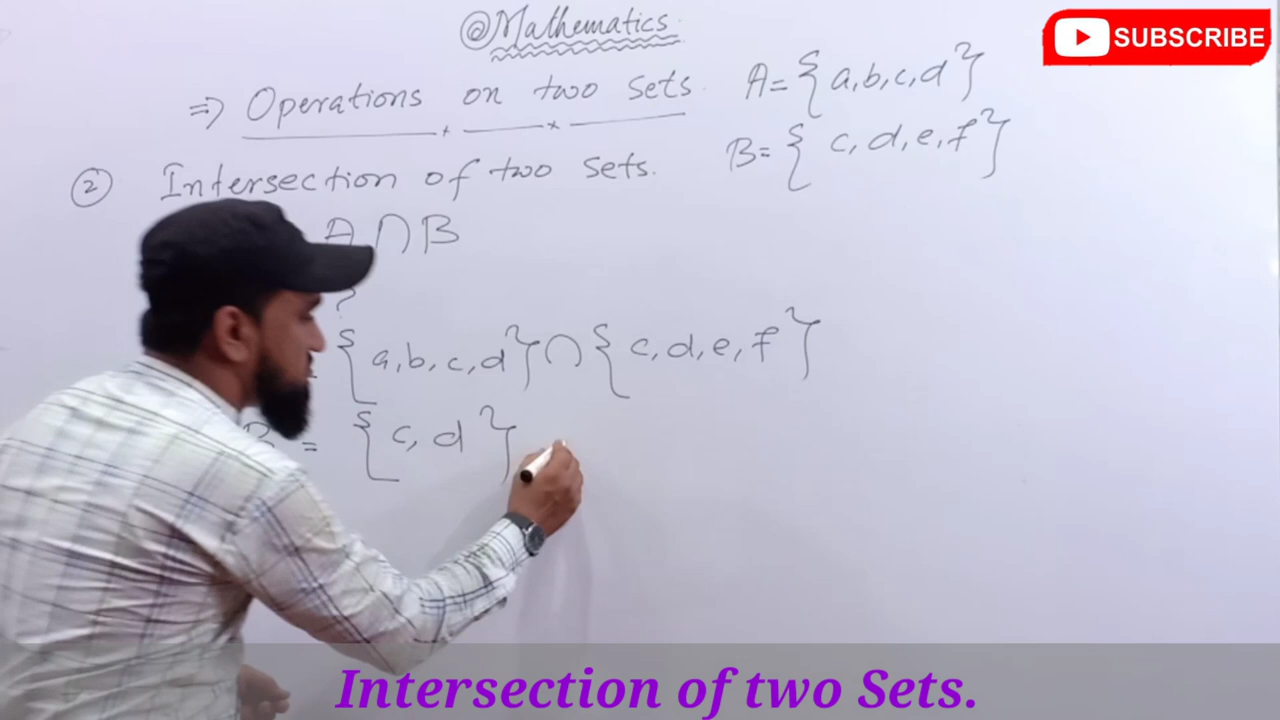 @Mathematics
SUBSCRIBE
⇒ Operations on two sets.
A = {a,b,c,d}
B = { c, d, e, f }
② Intersection of two sets.
A ∩ B
?
= {a,b,c,d} ∩ { c, d, e, f }
B = { c, d }
Intersection of two Sets.